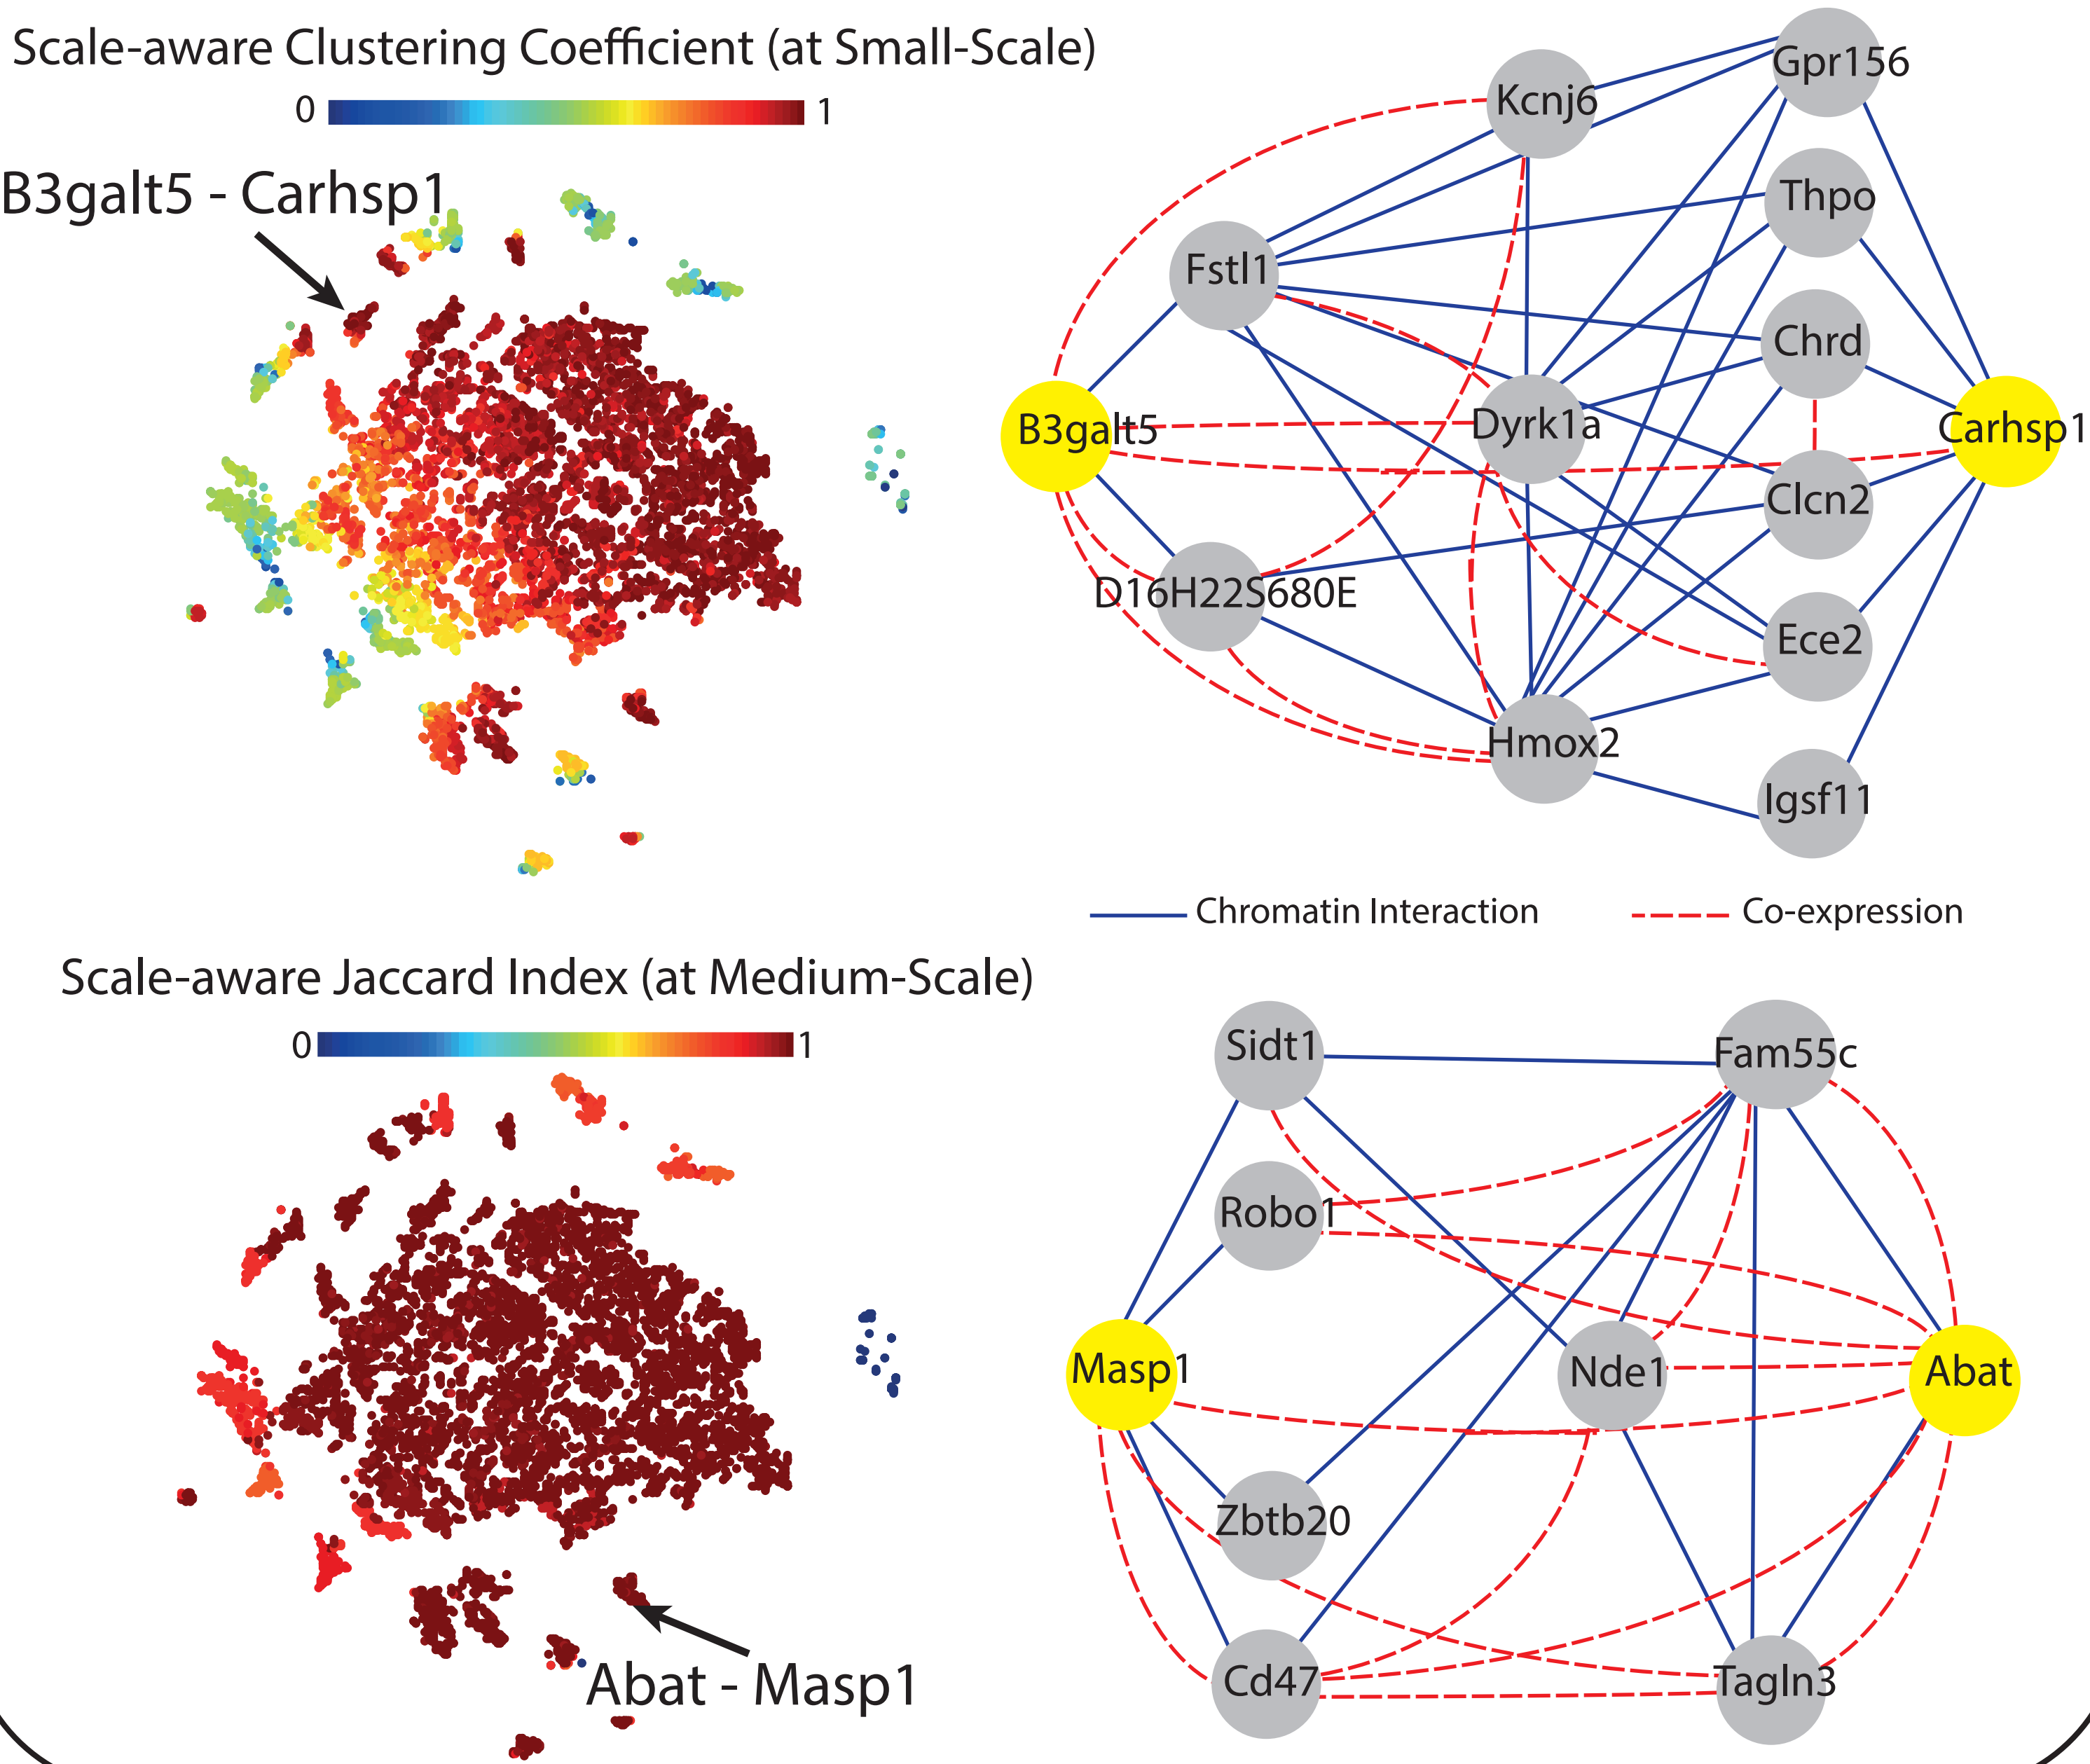 Scale-aware Clustering Coefficient (at Small-Scale)
0 1
B3galt5 - Carhsp1
Gpr156
Kcnj6
Thpo
Fstl1
Chrd
B3galt5
Dyrk1a
Carhsp1
Clcn2
D16H22S680E
Ece2
Hmox2
Igsf11
Chromatin Interaction
Co-expression
Scale-aware Jaccard Index (at Medium-Scale)
0 1
Abat - Masp1
Sidt1
Fam55c
Robo1
Masp1
Nde1
Abat
Zbtb20
Cd47
Tagln3